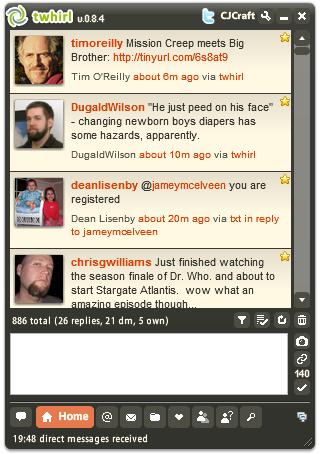 twhirl v.0.8.4 CJCraft
timoreilly Mission Creep meets Big
Brother: http://tinyurl.com/6s8at9
Tim O'Reilly about 6m ago via twhirl
DugaldWilson "He just peed on his face"
- changing newborn boys diapers has
some hazards, apparently.
DugaldWilson about 10m ago via
twhirl
deanlisenby @jameymcelveen you are
registered
Dean Lisenby about 20m ago via txt in reply
to jameymcelveen
chrisgwilliams Just finished watching
the season finale of Dr. Who. and about to
start Stargate Atlantis. wow what an
amazing episode though...
886 total (26 replies, 21 dm, 5 own)
140
Home
19:48 direct messages received